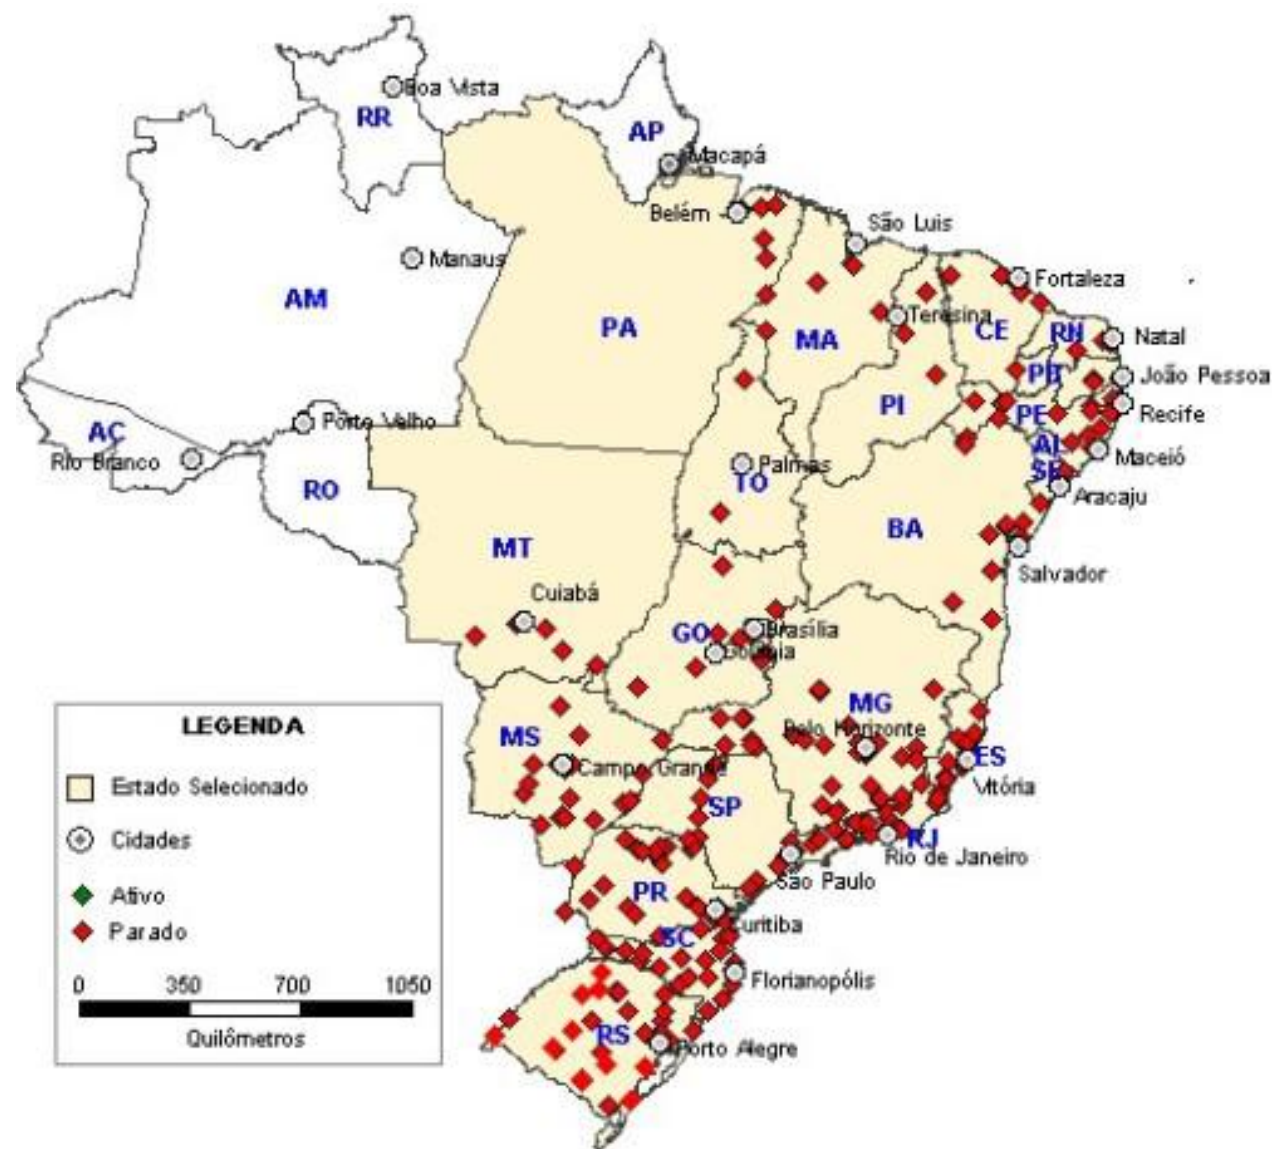 Boa Vista
RR
AP
Macapá
Belém
São Luis
Manaus
Fortaleza
AM
PA
MA
Teresina
CE
RN
Natal
PB
João Pessoa
PI
PE
Recife
AC
Porto Velho
Rio Branco
AL
Maceió
Palmas
TO
SE
Aracaju
RO
BA
MT
Salvador
Cuiabá
GO
Brasília
Goiânia
MG
Belo Horizonte
MS
ES
Campo Grande
Vitória
SP
RJ
Rio de Janeiro
São Paulo
PR
Curitiba
SC
Florianopólis
RS
Porto Alegre
LEGENDA
Estado Selecionado
Cidades
Ativo
Parado
0 350 700 1050
Quilômetros